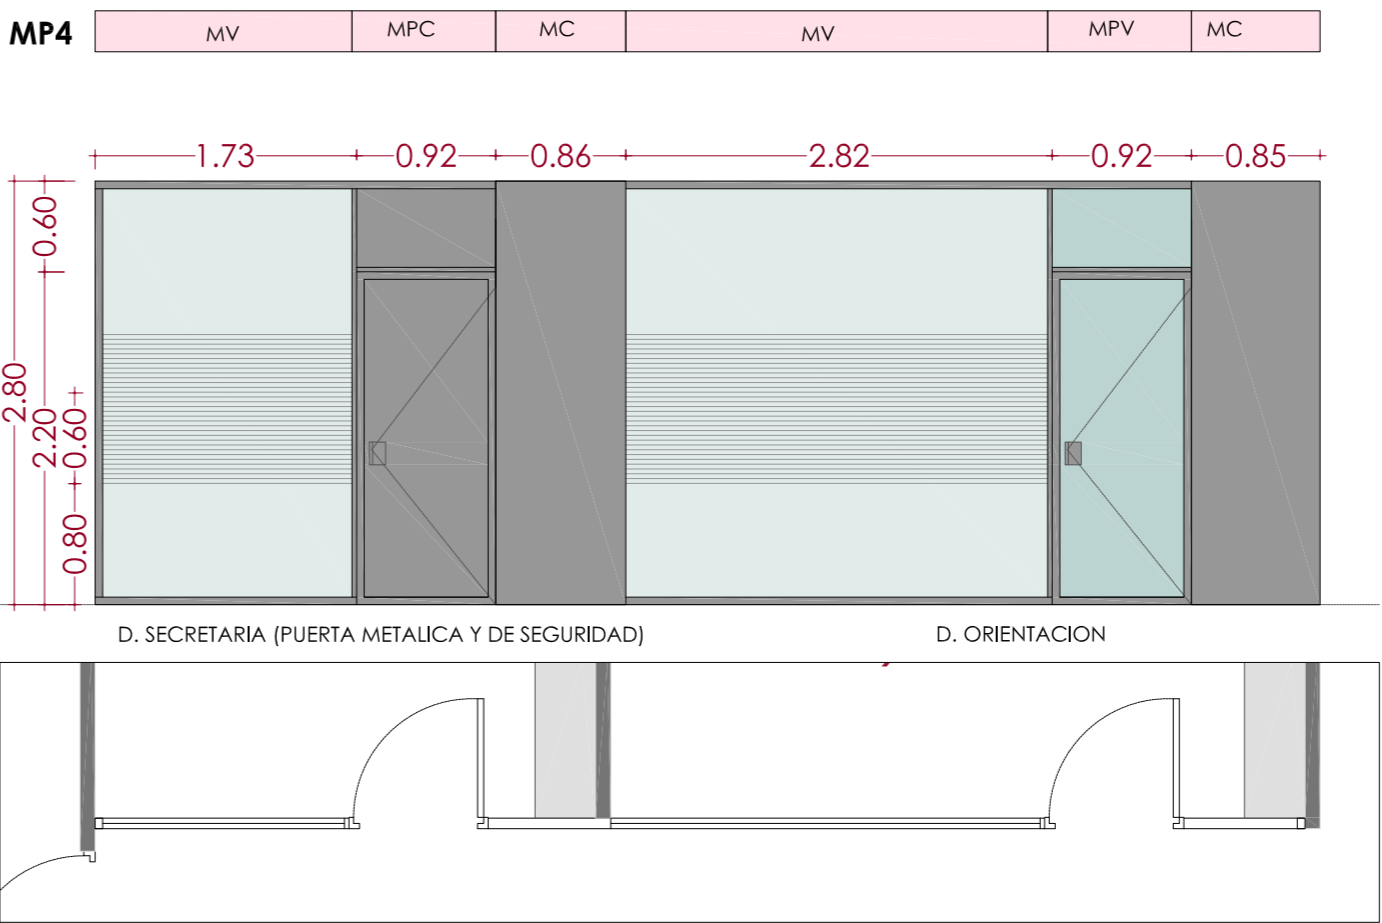 MP4 MV MPC MC MV MPV MC
1.73 0.92 0.86 2.82 0.92 0.85
0.60
2.80
2.20
0.60
0.80
D. SECRETARIA (PUERTA METALICA Y DE SEGURIDAD) D. ORIENTACION